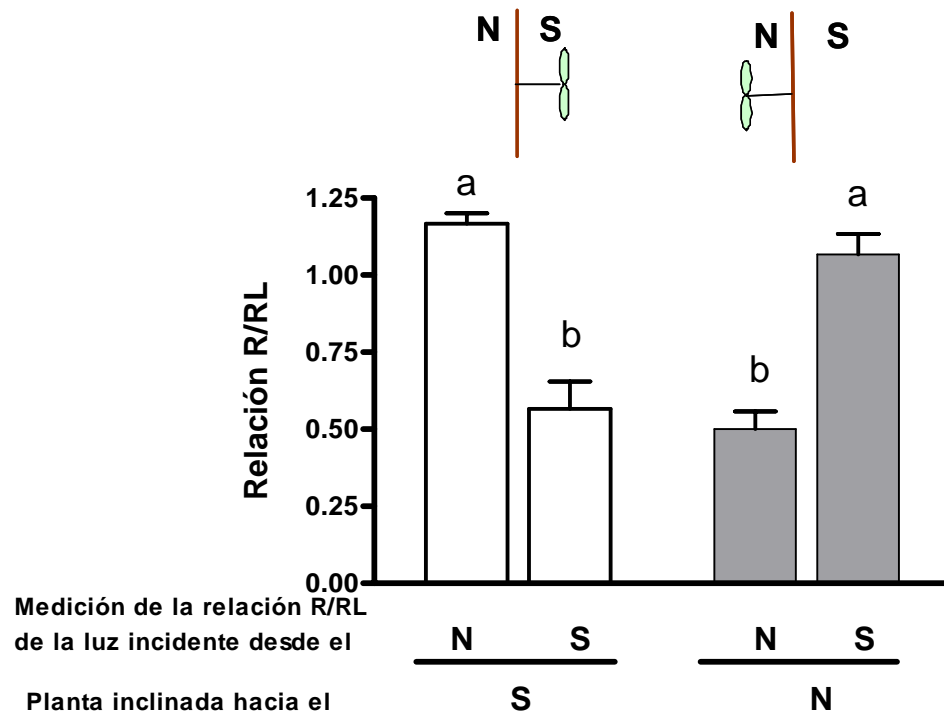 N S N S
a a
1.25
1.00
b
0.75
b
0.50
0.25
0.00
Relación R/RL
Medición de la relación R/RL
de la luz incidente desde el N S N S
Planta inclinada hacia el S N